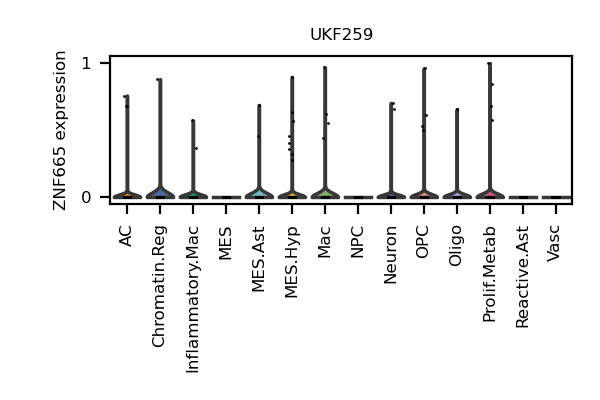 UKF259
ZNF665 expression
1
0
AC
Chromatin.Reg
Inflammatory.Mac
MES
MES.Ast
MES.Hyp
Mac
NPC
Neuron
OPC
Oligo
Prolif.Metab
Reactive.Ast
Vasc